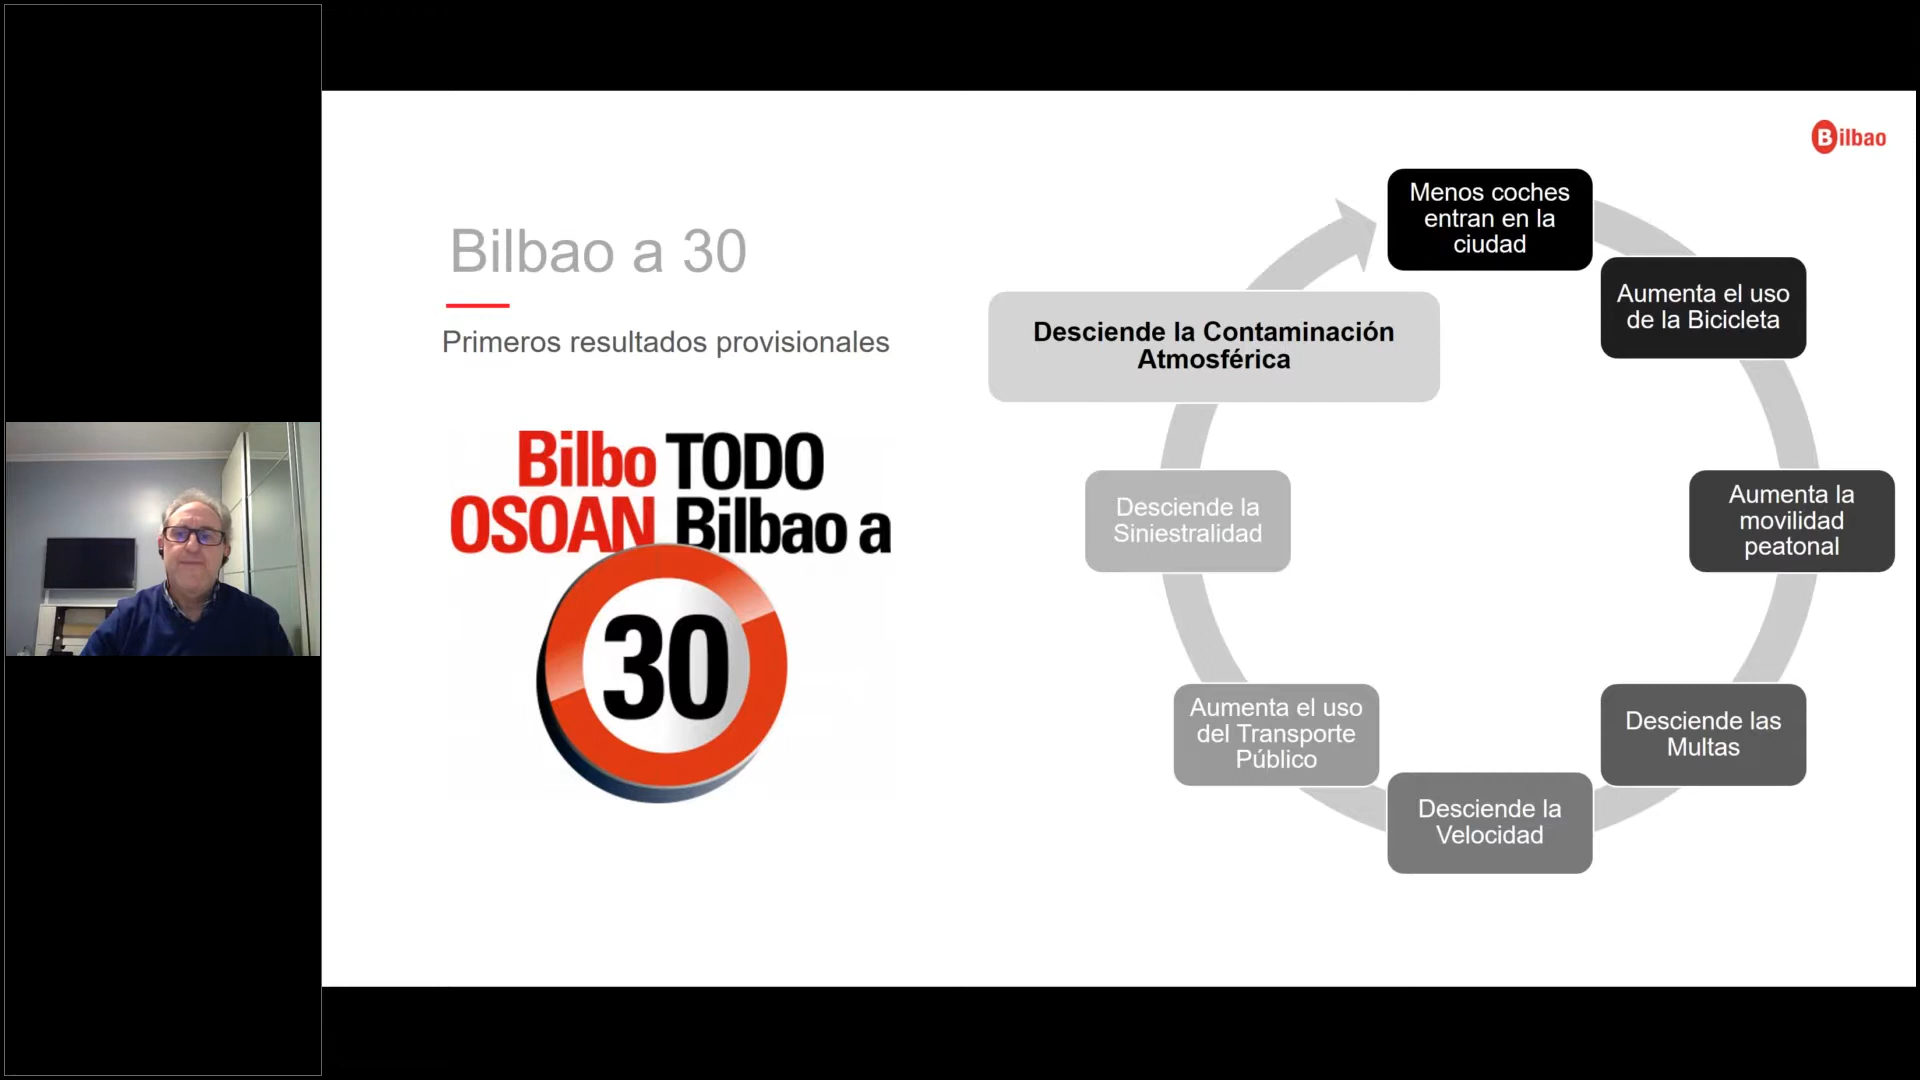 Bilbao
Bilbao a 30
Primeros resultados provisionales
Bilbo TODO
OSOAN Bilbao a
30
Menos coches
entran en la
ciudad
Aumenta el uso
de la Bicicleta
Aumenta la
movilidad
peatonal
Desciende las
Multas
Desciende la
Velocidad
Aumenta el uso
del Transporte
Público
Desciende la
Siniestralidad
Desciende la Contaminación
Atmosférica